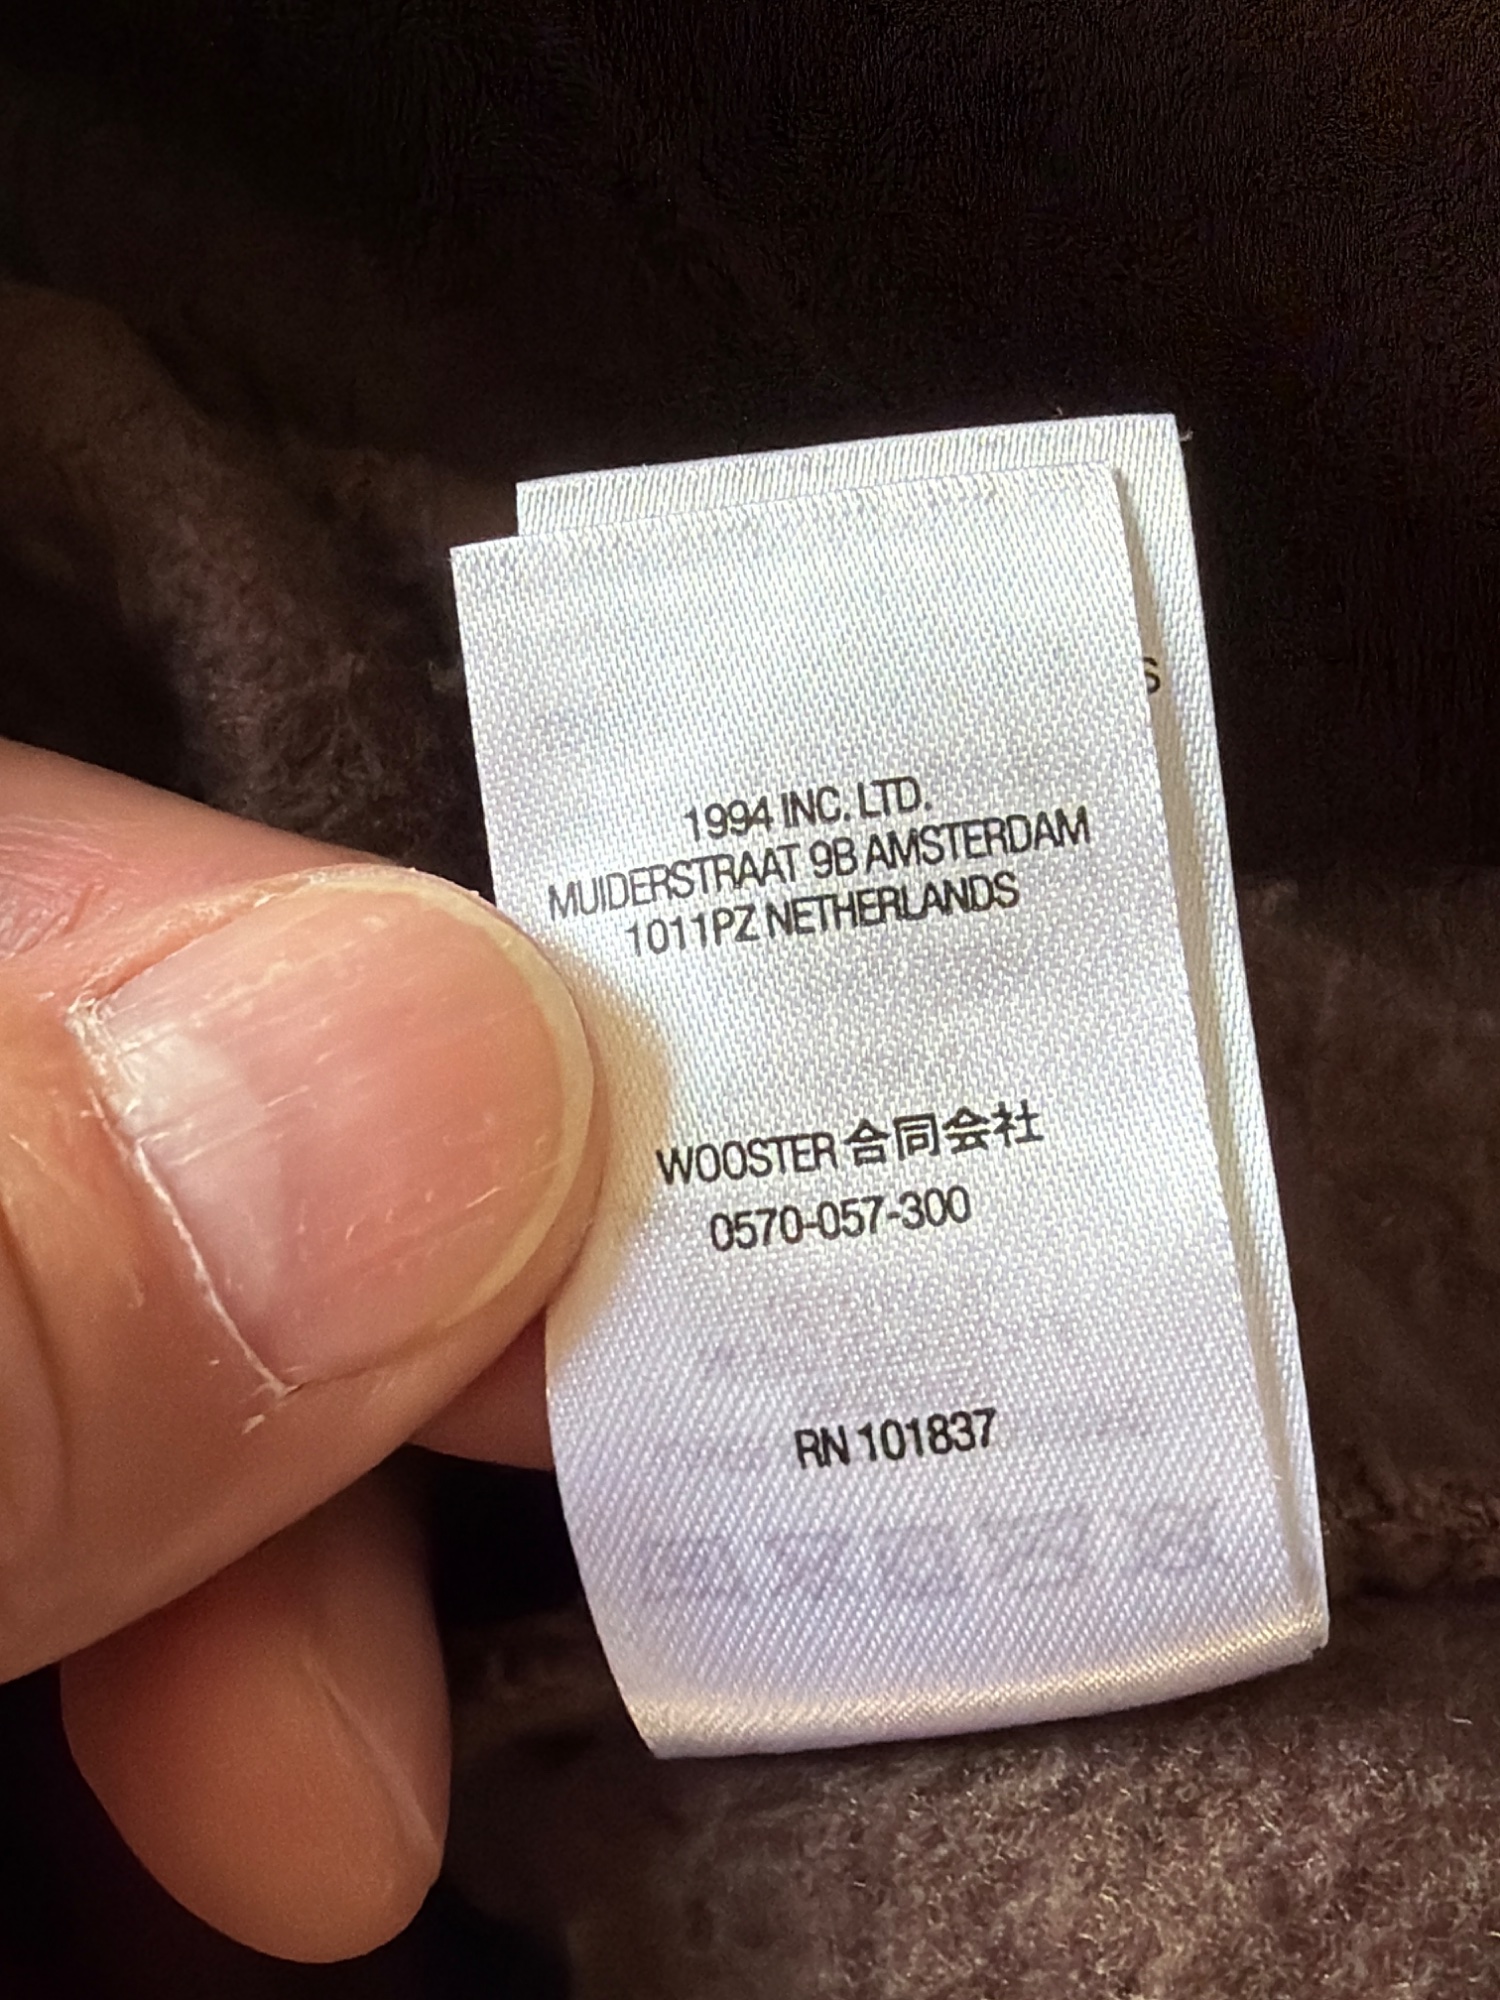 S
1994 INC. LTD.
MUIDERSTRAAT 9B AMSTERDAM
1011PZ NETHERLANDS
WOOSTER 合同会社
0570-057-300
RN 101837